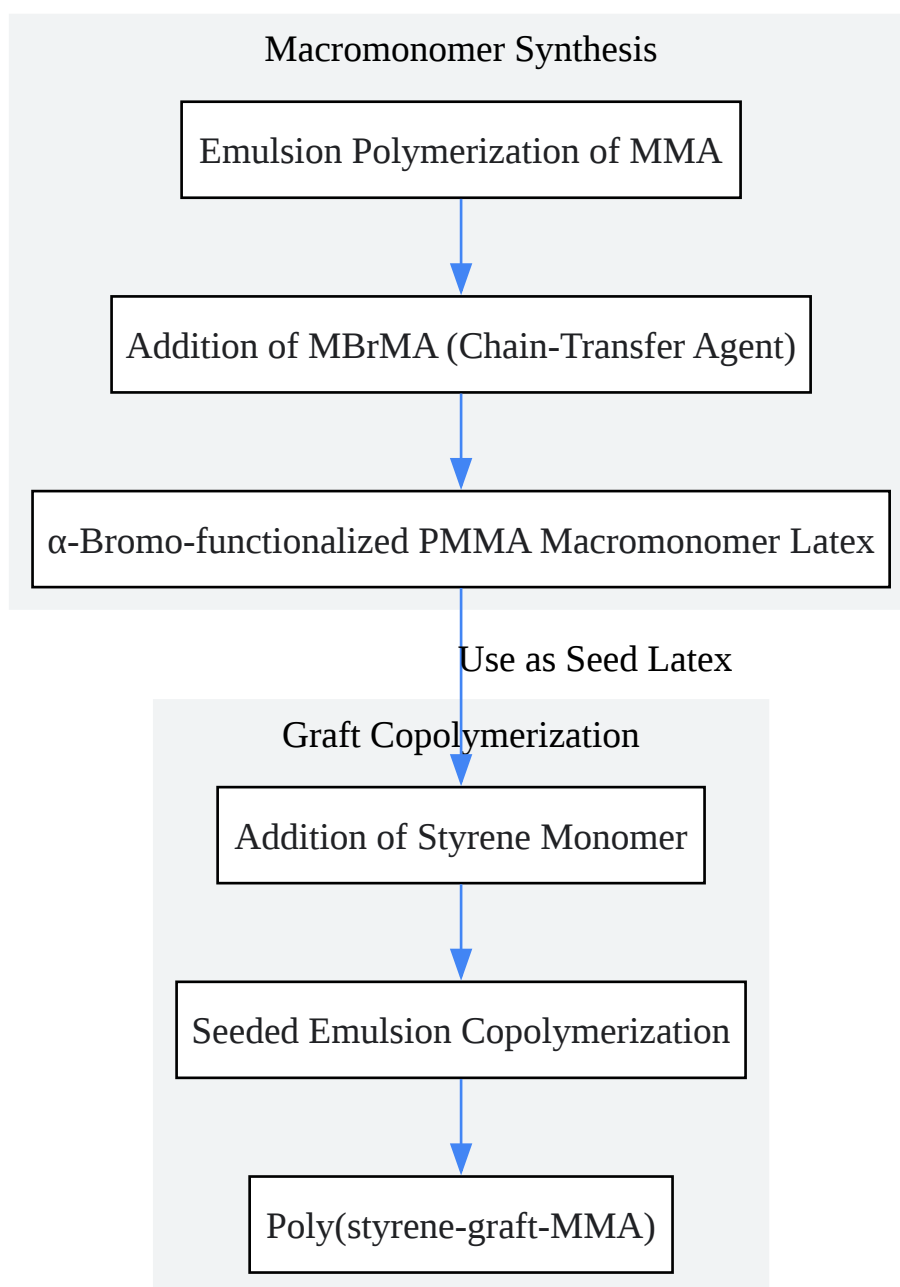 Macromonomer Synthesis
Emulsion Polymerization of MMA
Addition of MBrMA (Chain-Transfer Agent)
α-Bromo-functionalized PMMA Macromonomer Latex
Use as Seed Latex
Graft Copolymerization
Addition of Styrene Monomer
Seeded Emulsion Copolymerization
Poly(styrene-graft-MMA)